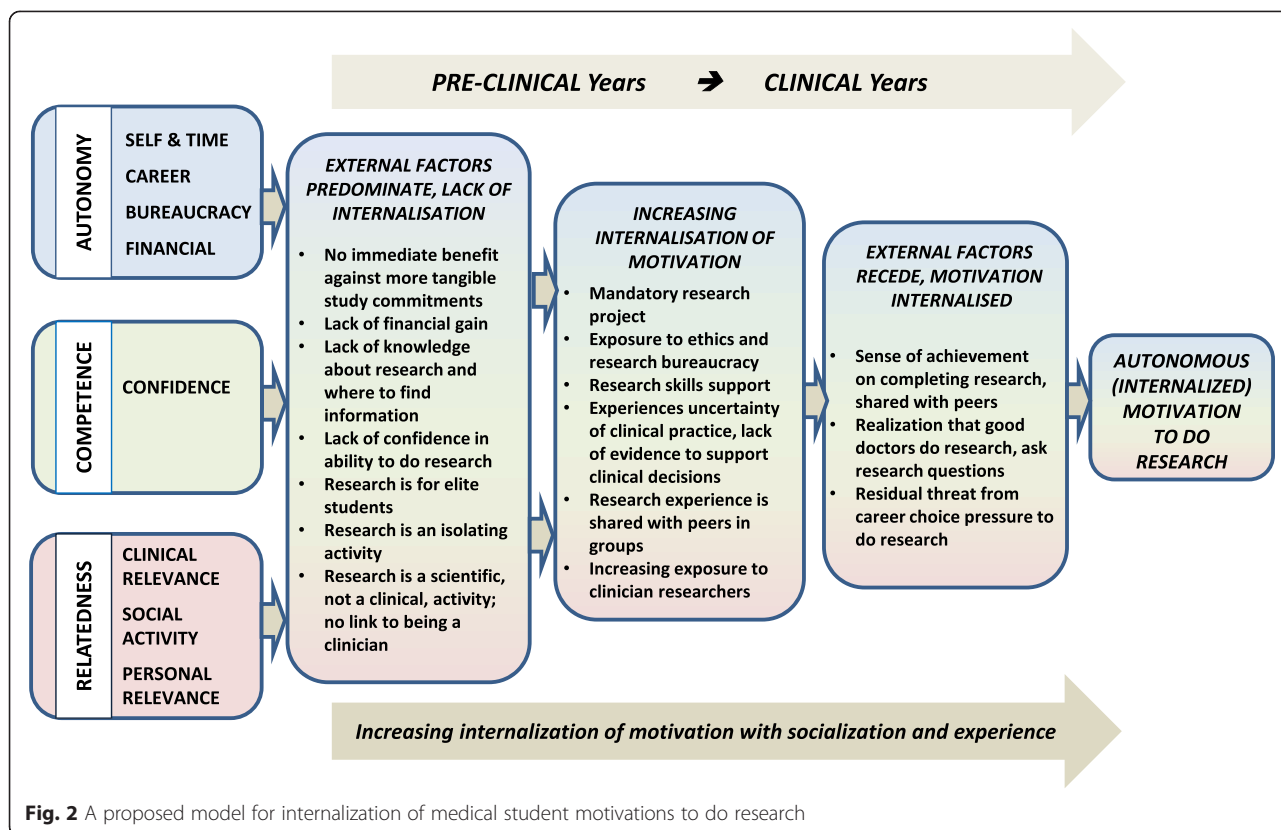 PRE-CLINICAL Years ➔ CLINICAL Years
AUTONOMY
SELF & TIME
CAREER
BUREAUCRACY
FINANCIAL
COMPETENCE
CONFIDENCE
RELATEDNESS
CLINICAL
RELEVANCE
SOCIAL
ACTIVITY
PERSONAL
RELEVANCE
EXTERNAL FACTORS
PREDOMINATE, LACK OF
INTERNALISATION
• No immediate benefit
against more tangible
study commitments
• Lack of financial gain
• Lack of knowledge
about research and
where to find
information
• Lack of confidence in
ability to do research
• Research is for elite
students
• Research is an isolating
activity
• Research is a scientific,
not a clinical, activity;
no link to being a
clinician
INCREASING
INTERNALISATION OF
MOTIVATION
• Mandatory research
project
• Exposure to ethics and
research bureaucracy
• Research skills support
• Experiences uncertainty
of clinical practice, lack
of evidence to support
clinical decisions
• Research experience is
shared with peers in
groups
• Increasing exposure to
clinician researchers
EXTERNAL FACTORS
RECEDE, MOTIVATION
INTERNALISED
• Sense of achievement
on completing research,
shared with peers
• Realization that good
doctors do research, ask
research questions
• Residual threat from
career choice pressure to
do research
AUTONOMOUS
(INTERNALIZED)
MOTIVATION
TO DO
RESEARCH
Increasing internalization of motivation with socialization and experience
Fig. 2 A proposed model for internalization of medical student motivations to do research